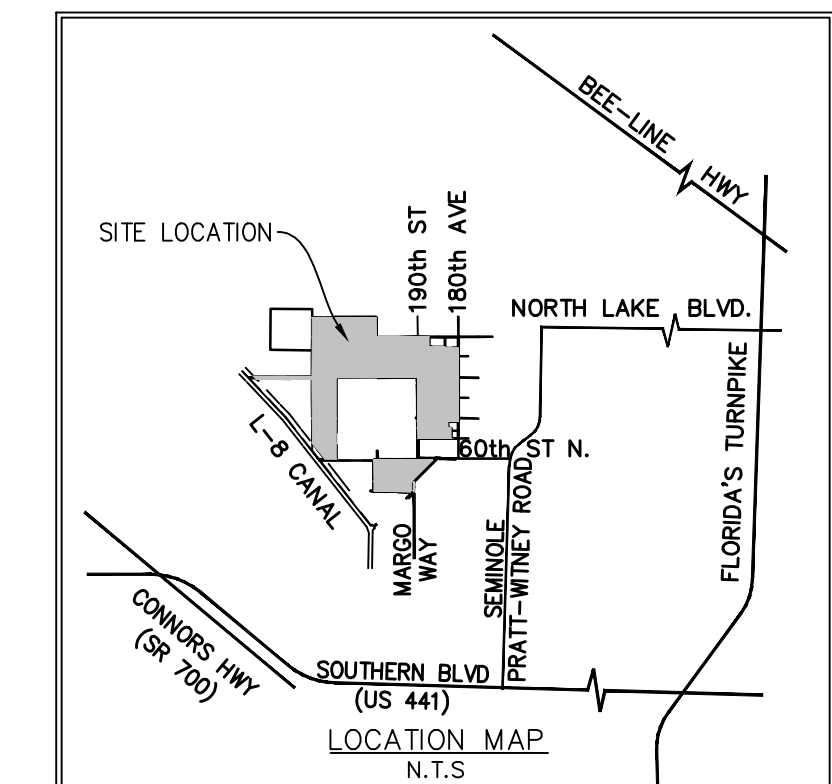 BEE-LINE HWY
SITE LOCATION
190th ST
180th AVE
NORTH LAKE BLVD.
FLORIDA'S TURNPIKE
L-8 CANAL
60th ST N.
MARGO
WAY
SEMINOLE
PRATT-WITNEY ROAD
CONNORS HWY
(SR 700)
SOUTHERN BLVD
(US 441)
LOCATION MAP
N.T.S